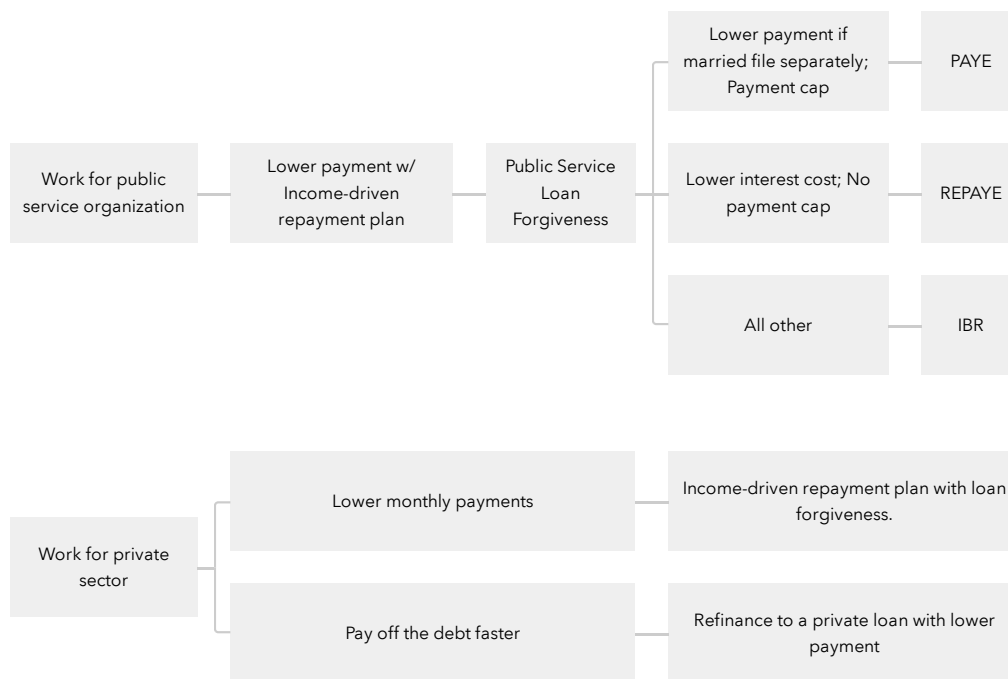 Lower payment if
married file separately;
Payment cap
PAYE
Work for public
service organization
Lower payment w/
Income-driven
repayment plan
Public Service
Loan
Forgiveness
Lower interest cost; No
payment cap
REPAYE
All other
IBR
Work for private
sector
Lower monthly payments
Income-driven repayment plan with loan
forgiveness.
Pay off the debt faster
Refinance to a private loan with lower
payment